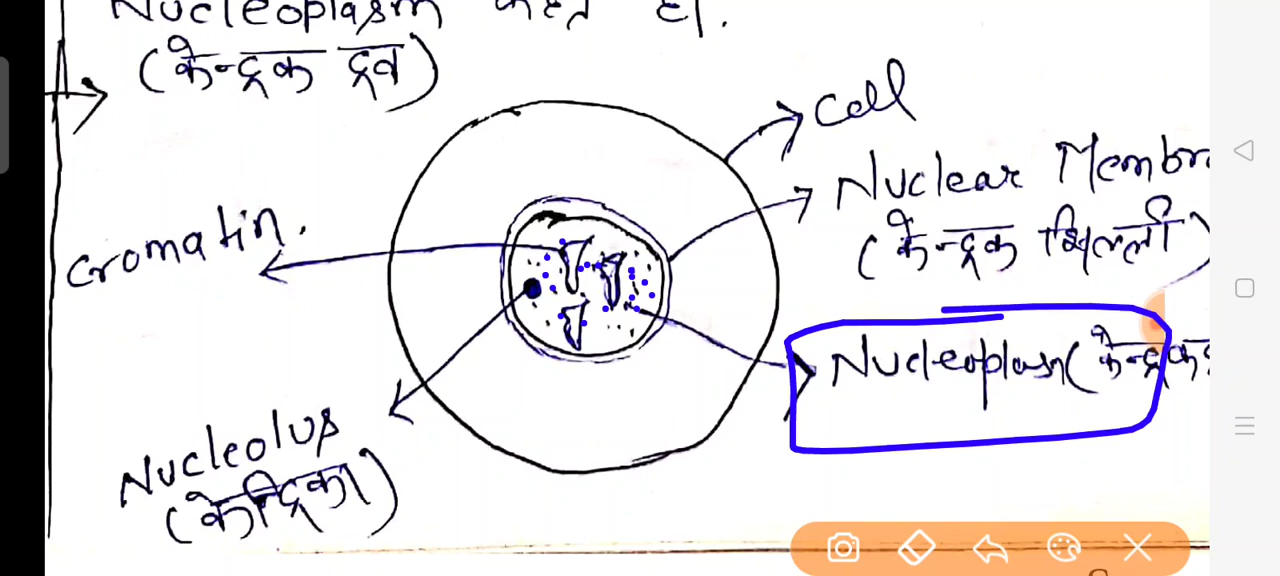 Nucleoplasm कहते है।.
(केन्द्रक द्रव)
Cell
Nuclear Membr
(केन्द्रक झिल्ली)
Cromatin.
Nucleoplasm (केन्द्रक
Nucleolus
(केन्द्रिका)